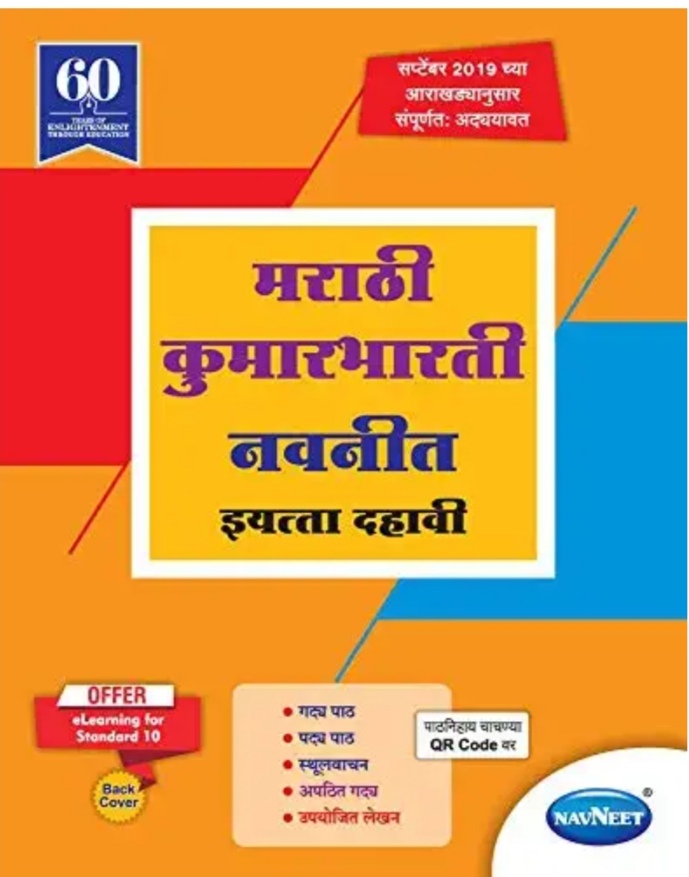 60
YEARS OF
ENLIGHTENMENT
THROUGH EDUCATION
सप्टेंबर 2019 च्या
आराखड्यानुसार
संपूर्णत: अद्ययावत
मराठी
कुमारभारती
नवनीत
इयत्ता दहावी
OFFER
eLearning for
Standard 10
Back
Cover
• गद्य पाठ
• पद्य पाठ
• स्थूलवाचन
• अपठित गद्य
• उपयोजित लेखन
पाठनिहाय चाचण्या
QR Code वर
NAVNEET®